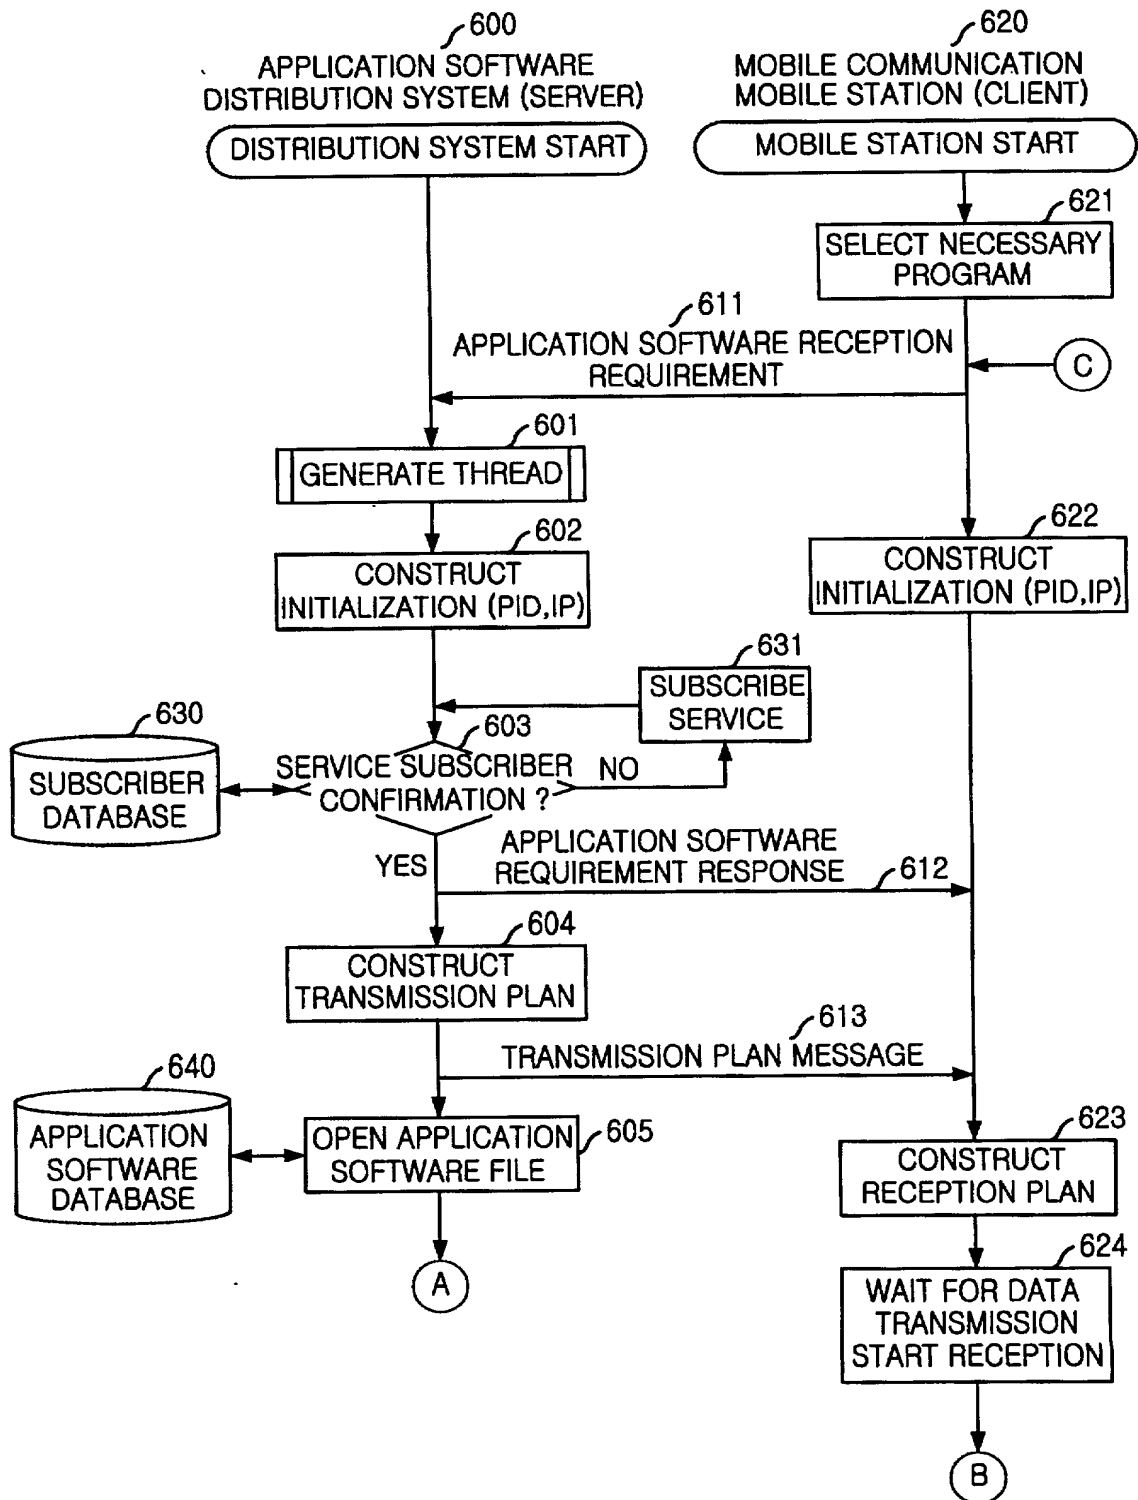 600
APPLICATION SOFTWARE
DISTRIBUTION SYSTEM (SERVER)
DISTRIBUTION SYSTEM START
620
MOBILE COMMUNICATION
MOBILE STATION (CLIENT)
MOBILE STATION START
621
SELECT NECESSARY
PROGRAM
611
APPLICATION SOFTWARE RECEPTION
REQUIREMENT
C
601
GENERATE THREAD
602
CONSTRUCT
INITIALIZATION (PID,IP)
622
CONSTRUCT
INITIALIZATION (PID,IP)
631
SUBSCRIBE
SERVICE
630
SUBSCRIBER
DATABASE
603
SERVICE SUBSCRIBER
CONFIRMATION ?
NO
YES
APPLICATION SOFTWARE
REQUIREMENT RESPONSE
612
604
CONSTRUCT
TRANSMISSION PLAN
613
TRANSMISSION PLAN MESSAGE
640
APPLICATION
SOFTWARE
DATABASE
605
OPEN APPLICATION
SOFTWARE FILE
623
CONSTRUCT
RECEPTION PLAN
A
624
WAIT FOR DATA
TRANSMISSION
START RECEPTION
B